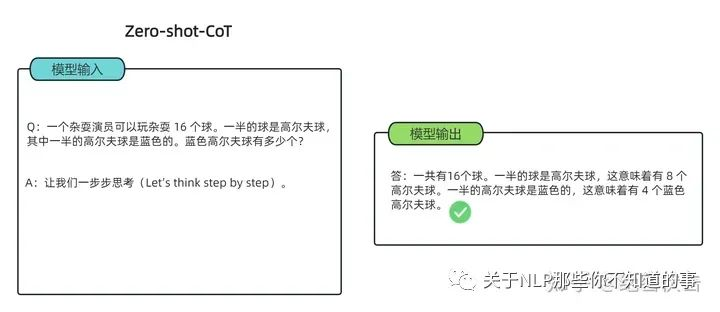 Zero-shot-CoT
模型输入
Q：一个杂耍演员可以玩杂耍 16 个球。一半的球是高尔夫球，
其中一半的高尔夫球是蓝色的。蓝色高尔夫球有多少个？
A：让我们一步步思考（Let's think step by step）。
模型输出
答：一共有16个球。一半的球是高尔夫球，这意味着有 8 个
高尔夫球。一半的高尔夫球是蓝色的，这意味着有 4 个蓝色
高尔夫球。
关于NLP那些你不知道的事